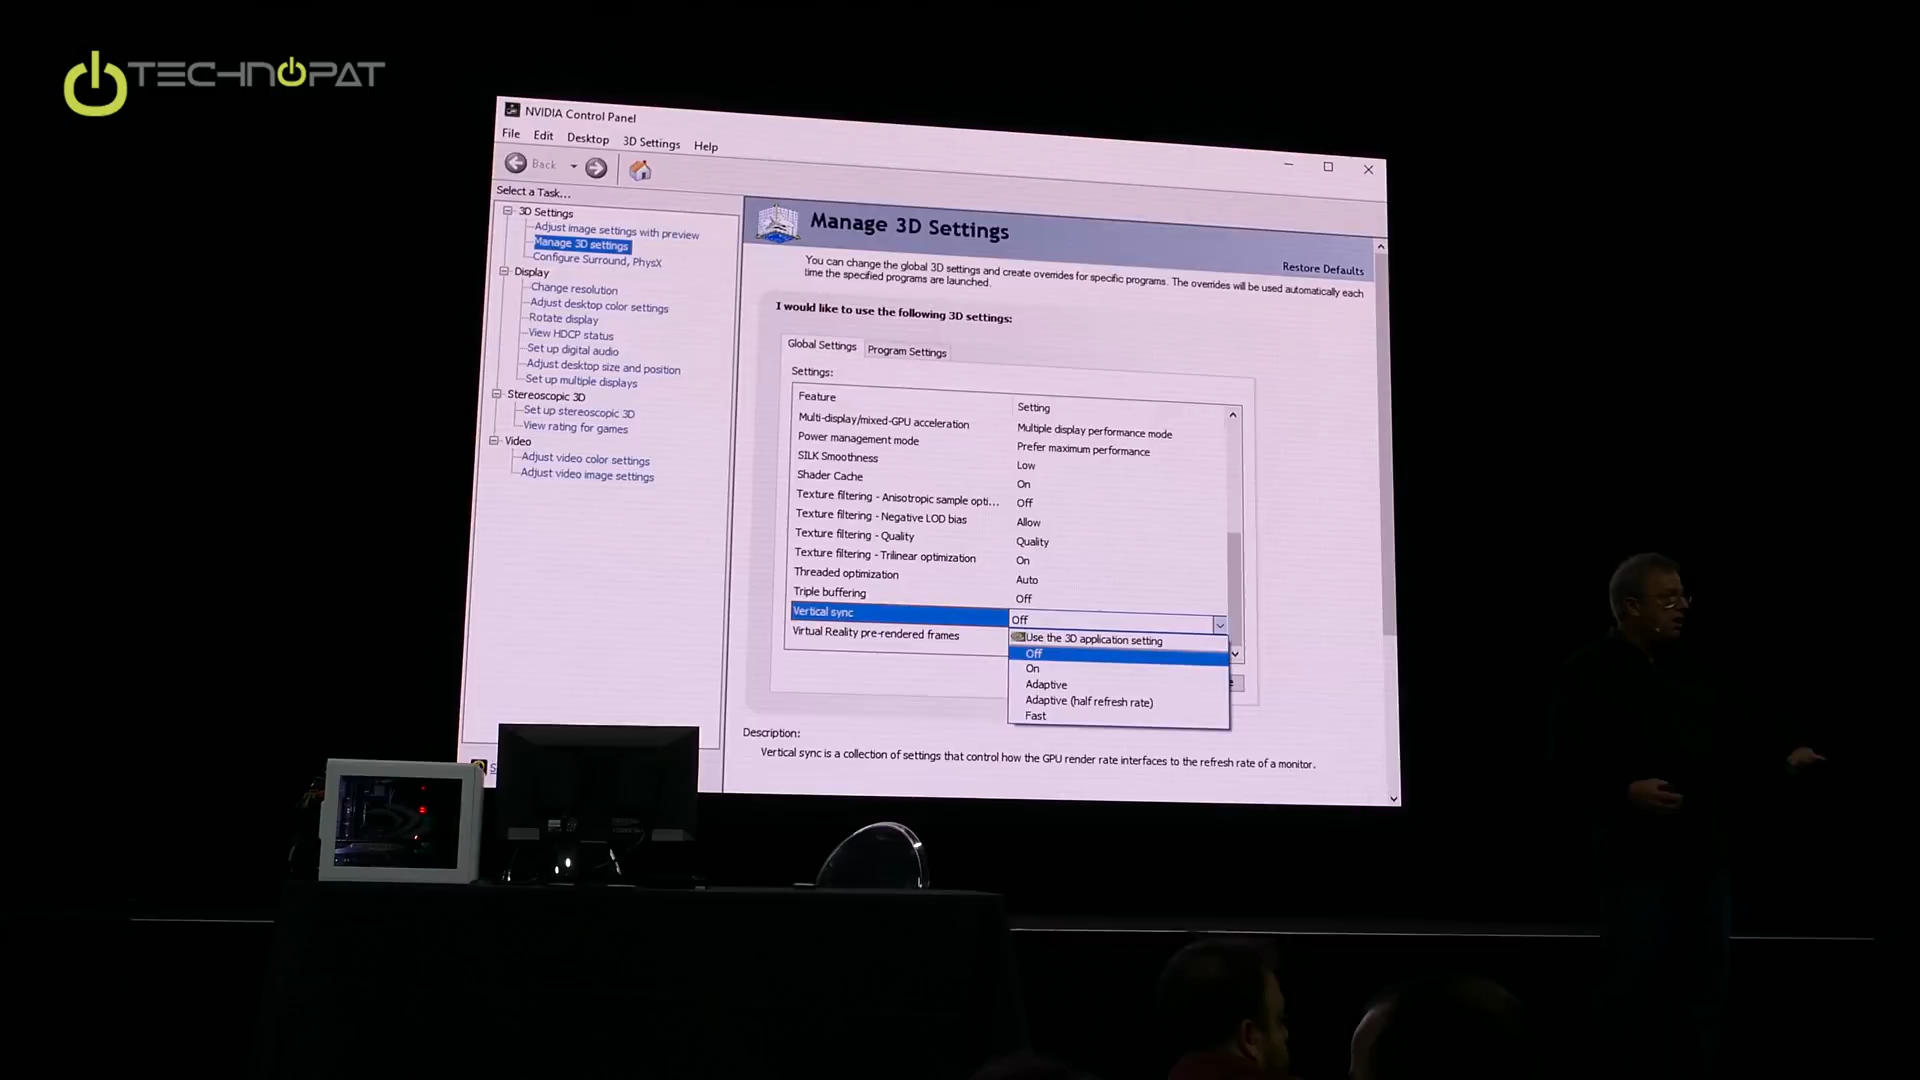 TECHNOPAT
NVIDIA Control Panel
File Edit Desktop 3D Settings Help
Back
Select a Task...
3D Settings
Adjust image settings with preview
Manage 3D settings
Configure Surround, PhysX
Display
Change resolution
Adjust desktop color settings
Rotate display
View HDCP status
Set up digital audio
Adjust desktop size and position
Set up multiple displays
Stereoscopic 3D
Set up stereoscopic 3D
View rating for games
Video
Adjust video color settings
Adjust video image settings
Manage 3D Settings
Restore Defaults
You can change the global 3D settings and create overrides for specific programs. The overrides will be used automatically each
time the specified programs are launched.
I would like to use the following 3D settings:
Global Settings Program Settings
Settings:
Feature Setting
Multi-display/mixed-GPU acceleration Multiple display performance mode
Power management mode Prefer maximum performance
SILK Smoothness Low
Shader Cache On
Texture filtering - Anisotropic sample opti... Off
Texture filtering - Negative LOD bias Allow
Texture filtering - Quality Quality
Texture filtering - Trilinear optimization On
Threaded optimization Auto
Triple buffering Off
Vertical sync Off
Virtual Reality pre-rendered frames
Use the 3D application setting
Off
On
Adaptive
Adaptive (half refresh rate)
Fast
Description:
Vertical sync is a collection of settings that control how the GPU render rate interfaces to the refresh rate of a monitor.